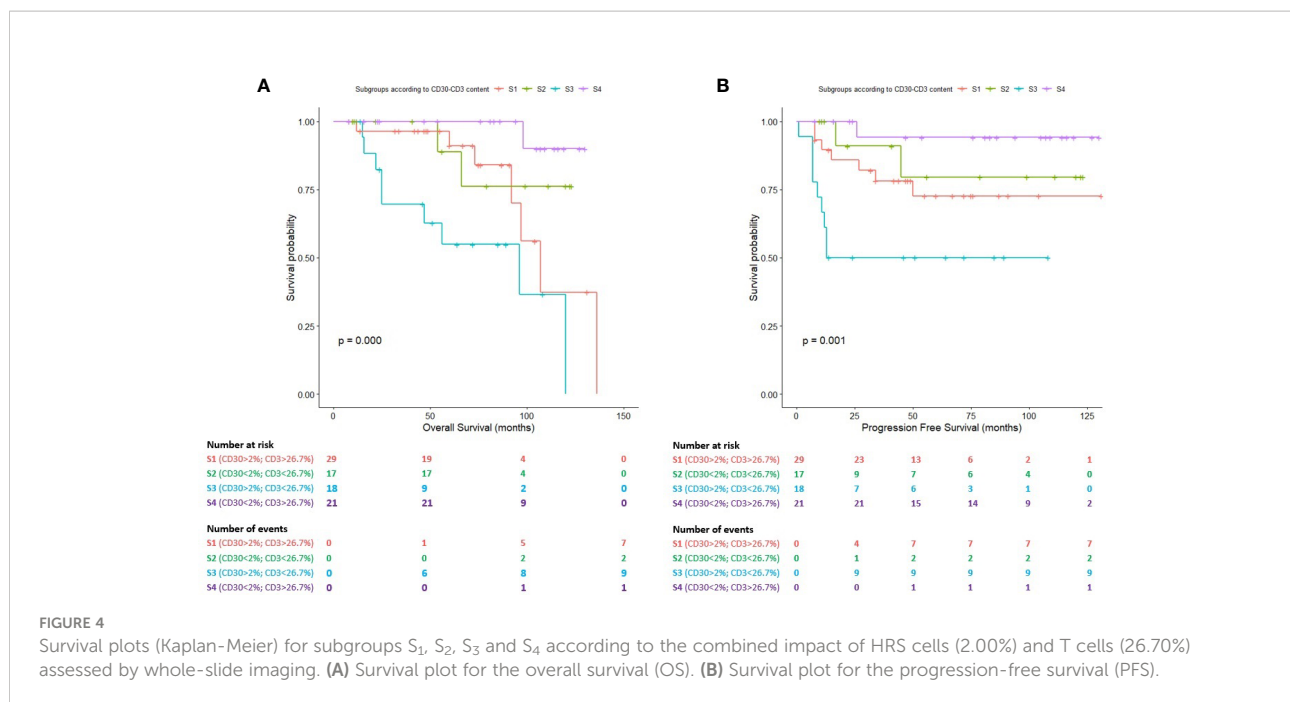 A
Subgroups according to CD30-CD3 content S1 S2 S3 S4
1.00
0.75
0.50
0.25
0.00
Survival probability
p = 0.000
0 50 100 150
Overall Survival (months)
Number at risk
S1 (CD30>2%; CD3>26.7%) 29 19 4 0
S2 (CD30<2%; CD3<26.7%) 17 17 4 0
S3 (CD30>2%; CD3<26.7%) 18 9 2 0
S4 (CD30<2%; CD3>26.7%) 21 21 9 0
Number of events
S1 (CD30>2%; CD3>26.7%) 0 1 5 7
S2 (CD30<2%; CD3<26.7%) 0 0 2 2
S3 (CD30>2%; CD3<26.7%) 0 6 8 9
S4 (CD30<2%; CD3>26.7%) 0 0 1 1
B
Subgroups according to CD30-CD3 content S1 S2 S3 S4
1.00
0.75
0.50
0.25
0.00
Survival probability
p = 0.001
0 25 50 75 100 125
Progression Free Survival (months)
Number at risk
S1 (CD30>2%; CD3>26.7%) 29 23 13 6 2 1
S2 (CD30<2%; CD3<26.7%) 17 9 7 6 4 0
S3 (CD30>2%; CD3<26.7%) 18 7 6 3 1 0
S4 (CD30<2%; CD3>26.7%) 21 21 15 14 9 2
Number of events
S1 (CD30>2%; CD3>26.7%) 0 4 7 7 7 7
S2 (CD30<2%; CD3<26.7%) 0 1 2 2 2 2
S3 (CD30>2%; CD3<26.7%) 0 9 9 9 9 9
S4 (CD30<2%; CD3>26.7%) 0 0 1 1 1 1
FIGURE 4
Survival plots (Kaplan-Meier) for subgroups S₁, S₂, S₃ and S₄ according to the combined impact of HRS cells (2.00%) and T cells (26.70%)
assessed by whole-slide imaging. (A) Survival plot for the overall survival (OS). (B) Survival plot for the progression-free survival (PFS).